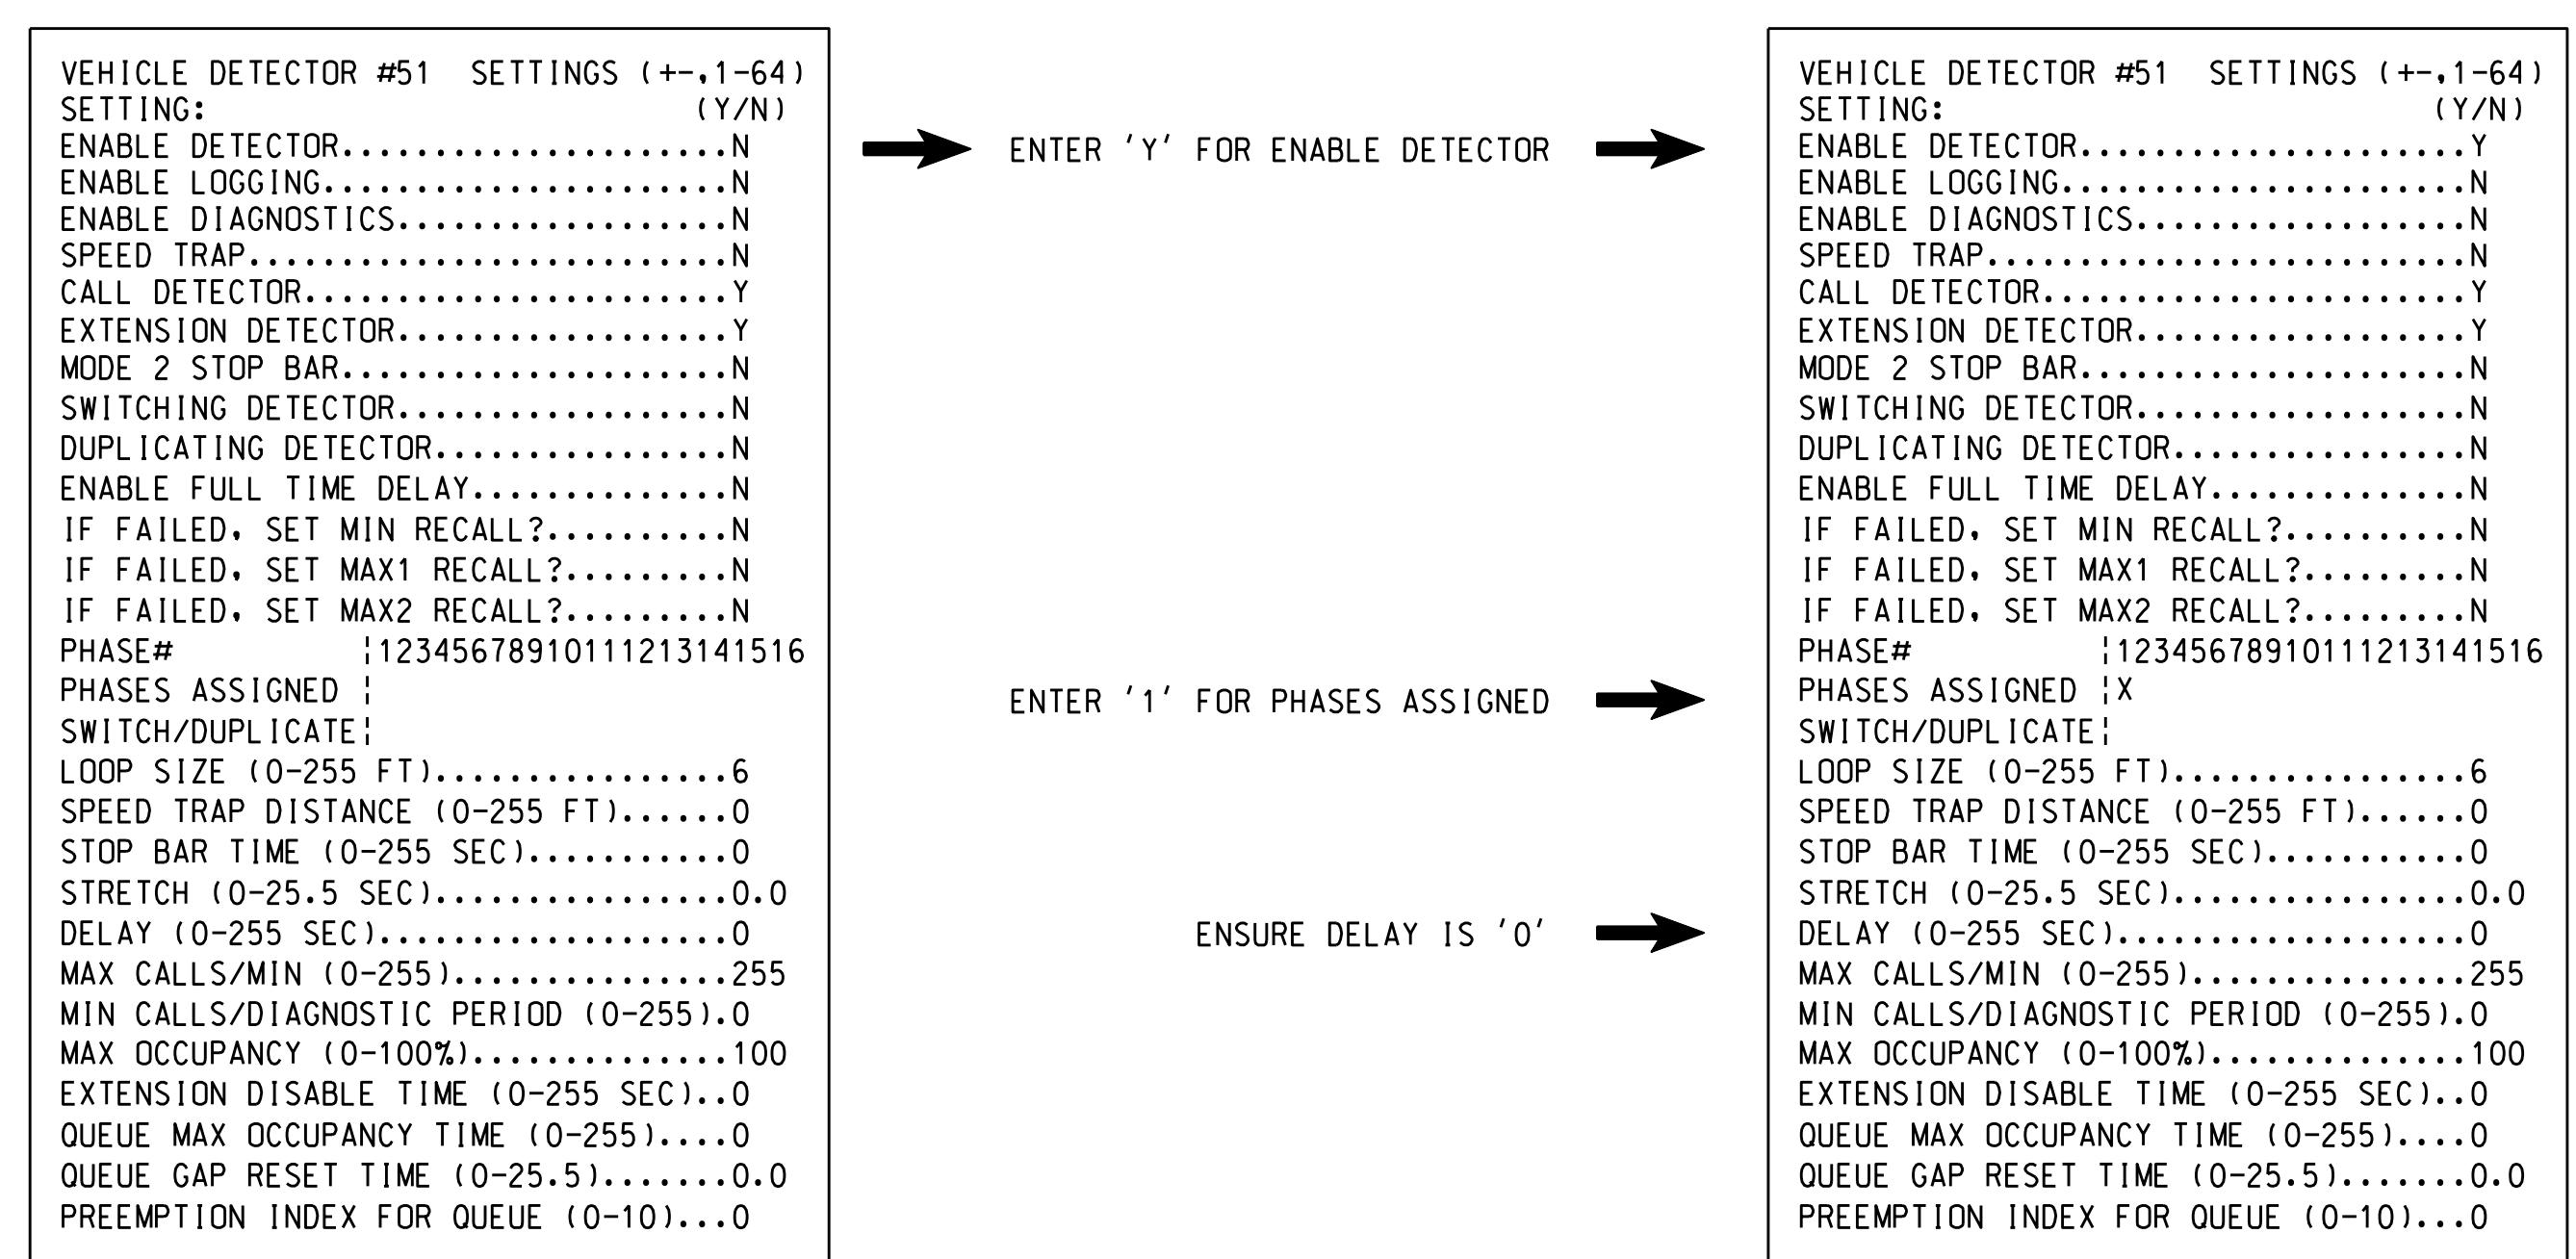 VEHICLE DETECTOR #51  SETTINGS (+-,1-64)
SETTING:                          (Y/N)
ENABLE DETECTOR.....................N
ENABLE LOGGING......................N
ENABLE DIAGNOSTICS..................N
SPEED TRAP..........................N
CALL DETECTOR.......................Y
EXTENSION DETECTOR..................Y
MODE 2 STOP BAR.....................N
SWITCHING DETECTOR..................N
DUPLICATING DETECTOR................N
ENABLE FULL TIME DELAY..............N
IF FAILED, SET MIN RECALL?..........N
IF FAILED, SET MAX1 RECALL?.........N
IF FAILED, SET MAX2 RECALL?.........N
PHASE#          ¦12345678910111213141516
PHASES ASSIGNED ¦
SWITCH/DUPLICATE¦
LOOP SIZE (0-255 FT)................6
SPEED TRAP DISTANCE (0-255 FT)......0
STOP BAR TIME (0-255 SEC)...........0
STRETCH (0-25.5 SEC)................0.0
DELAY (0-255 SEC)...................0
MAX CALLS/MIN (0-255)...............255
MIN CALLS/DIAGNOSTIC PERIOD (0-255).0
MAX OCCUPANCY (0-100%)..............100
EXTENSION DISABLE TIME (0-255 SEC)..0
QUEUE MAX OCCUPANCY TIME (0-255)....0
QUEUE GAP RESET TIME (0-25.5).......0.0
PREEMPTION INDEX FOR QUEUE (0-10)...0
ENTER 'Y' FOR ENABLE DETECTOR
ENTER '1' FOR PHASES ASSIGNED
ENSURE DELAY IS '0'
VEHICLE DETECTOR #51  SETTINGS (+-,1-64)
SETTING:                          (Y/N)
ENABLE DETECTOR.....................Y
ENABLE LOGGING......................N
ENABLE DIAGNOSTICS..................N
SPEED TRAP..........................N
CALL DETECTOR.......................Y
EXTENSION DETECTOR..................Y
MODE 2 STOP BAR.....................N
SWITCHING DETECTOR..................N
DUPLICATING DETECTOR................N
ENABLE FULL TIME DELAY..............N
IF FAILED, SET MIN RECALL?..........N
IF FAILED, SET MAX1 RECALL?.........N
IF FAILED, SET MAX2 RECALL?.........N
PHASE#          ¦12345678910111213141516
PHASES ASSIGNED ¦X
SWITCH/DUPLICATE¦
LOOP SIZE (0-255 FT)................6
SPEED TRAP DISTANCE (0-255 FT)......0
STOP BAR TIME (0-255 SEC)...........0
STRETCH (0-25.5 SEC)................0.0
DELAY (0-255 SEC)...................0
MAX CALLS/MIN (0-255)...............255
MIN CALLS/DIAGNOSTIC PERIOD (0-255).0
MAX OCCUPANCY (0-100%)..............100
EXTENSION DISABLE TIME (0-255 SEC)..0
QUEUE MAX OCCUPANCY TIME (0-255)....0
QUEUE GAP RESET TIME (0-25.5).......0.0
PREEMPTION INDEX FOR QUEUE (0-10)...0